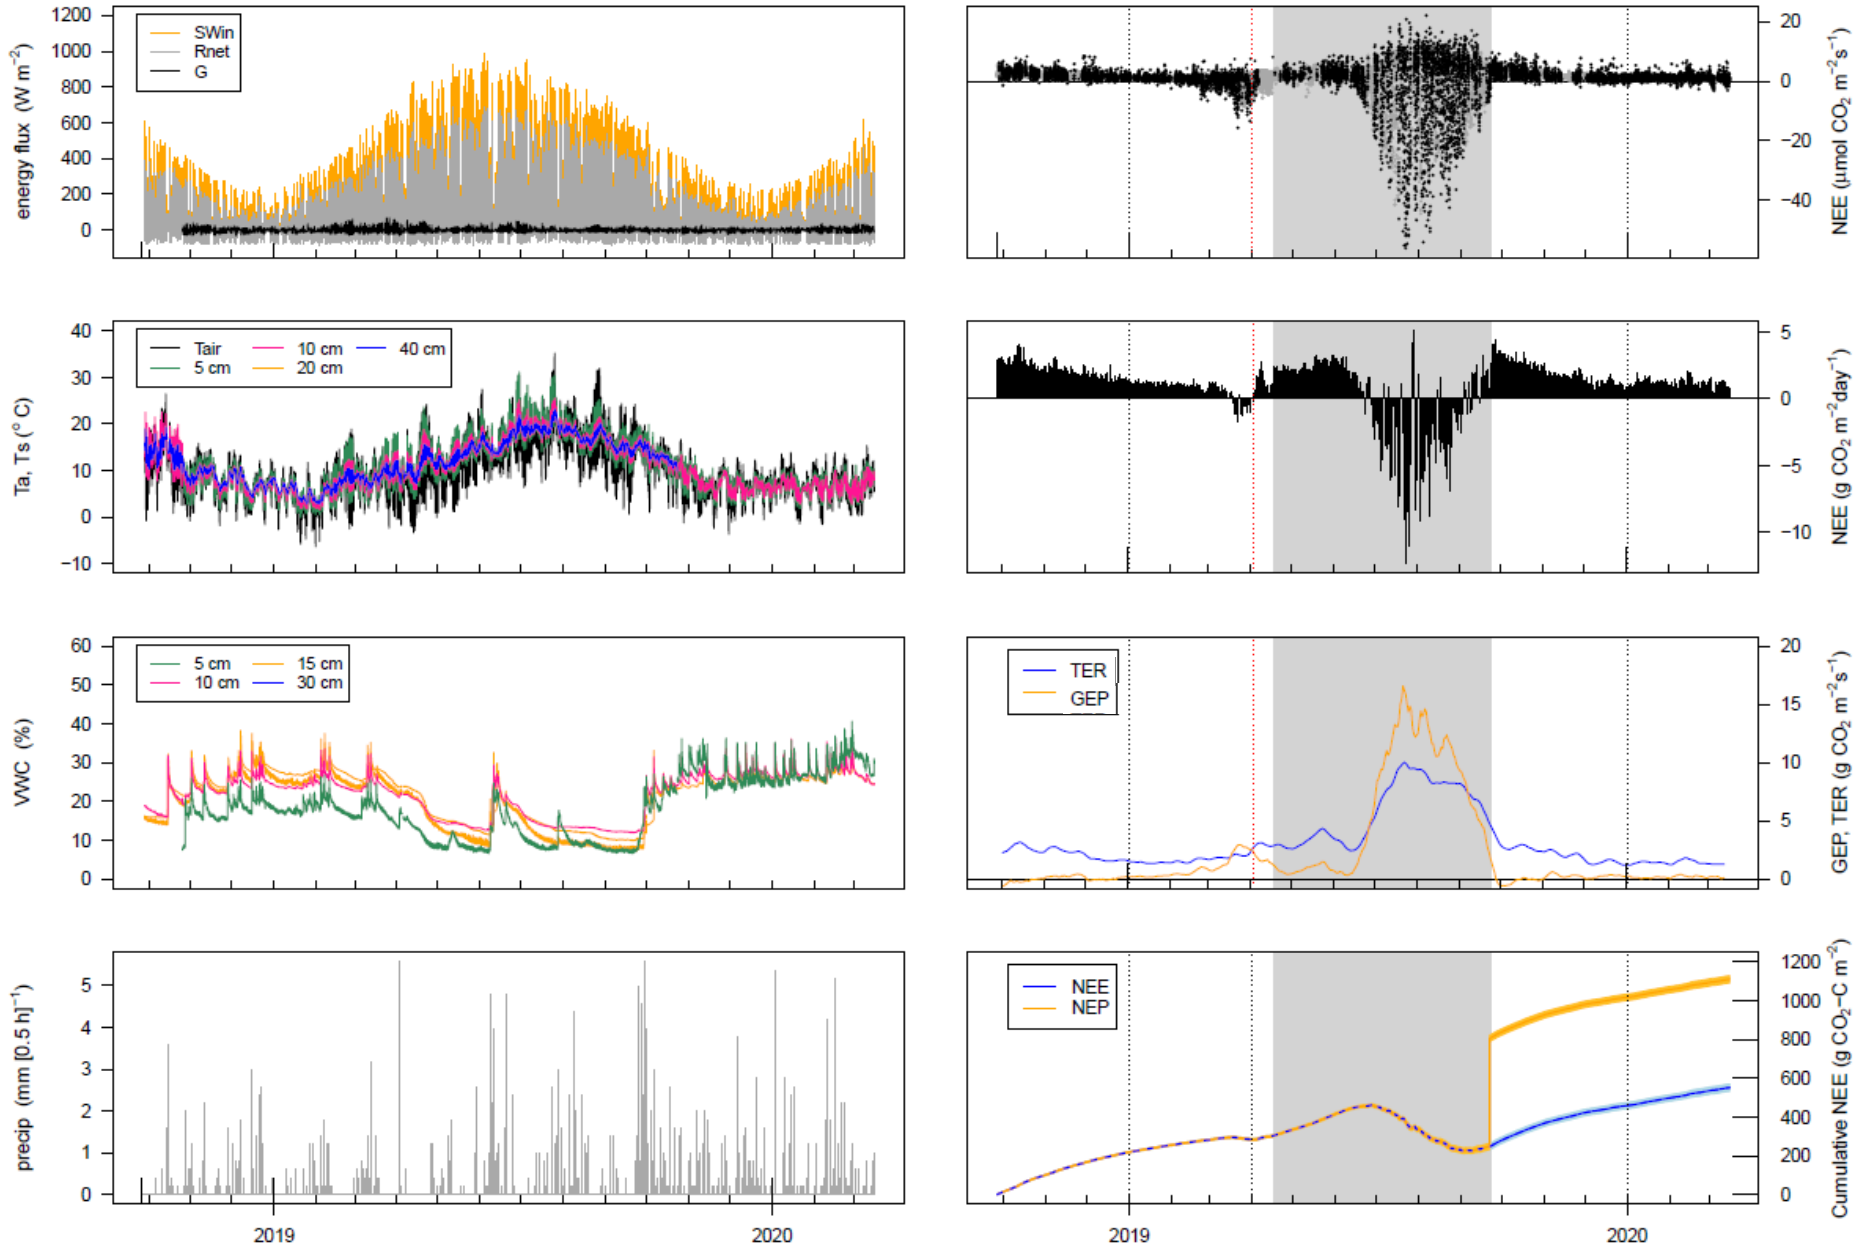 1200
1000
800
600
400
200
0
energy flux (W m−2)
SWin
Rnet
G
20
0
−20
−40
NEE (µmol CO2 m−2s−1)
40
30
20
10
0
−10
Ta, Ts (° C)
Tair
5 cm
10 cm
20 cm
40 cm
5
0
−5
−10
NEE (g CO2 m−2day−1)
60
50
40
30
20
10
0
VWC (%)
5 cm
10 cm
15 cm
30 cm
TER
GEP
20
15
10
5
0
GEP, TER (g CO2 m−2s−1)
5
4
3
2
1
0
precip (mm [0.5 h]−1)
2019
2020
NEE
NEP
1200
1000
800
600
400
200
0
Cumulative NEE (g CO2−C m−2)
2019
2020